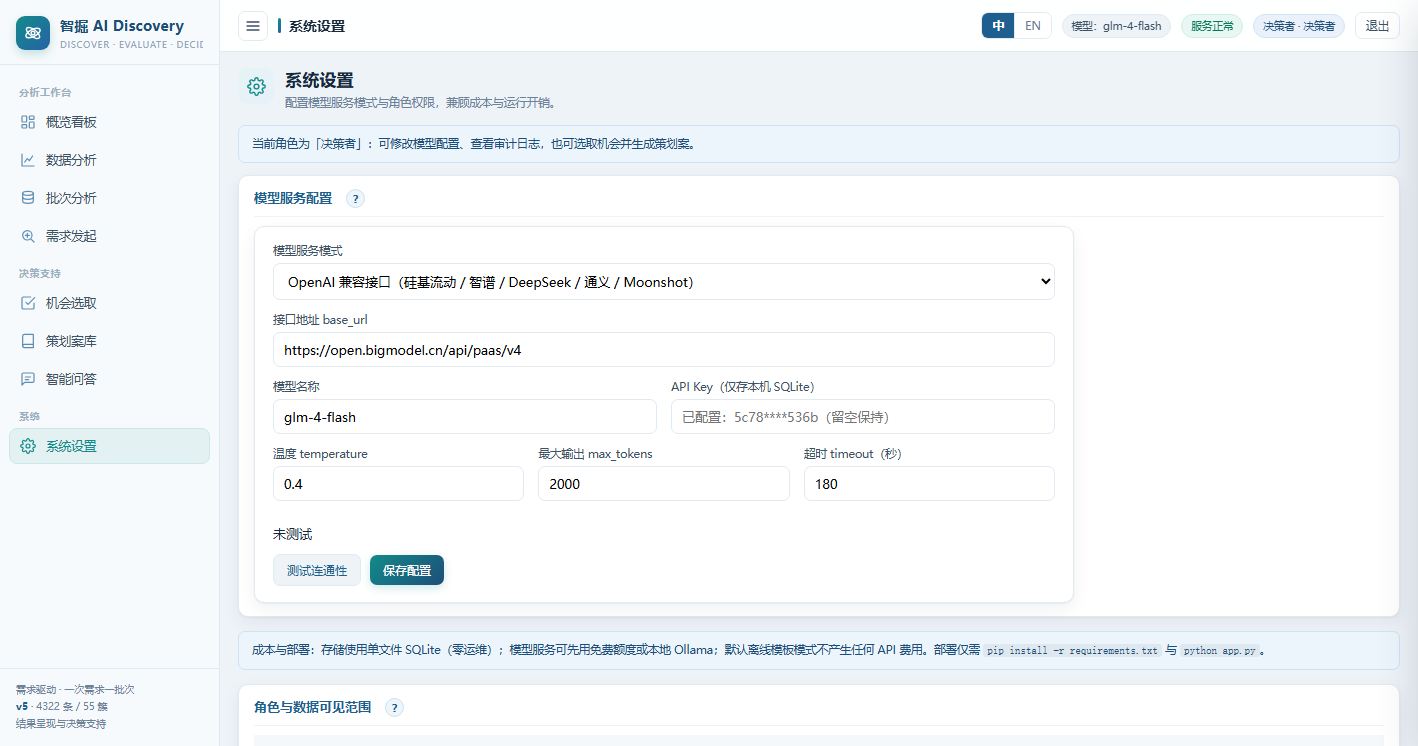 智掘 AI Discovery
DISCOVER · EVALUATE · DECID
分析工作台
概览看板
数据分析
批次分析
需求发起
决策支持
机会选取
策划案库
智能问答
系统
系统设置
需求驱动 · 一次需求一批次
v5 · 4322 条 / 55 簇
结果呈现与决策支持
系统设置
中 EN 模型：glm-4-flash 服务正常 决策者 · 决策者 退出
系统设置
配置模型服务模式与角色权限，兼顾成本与运行开销。
当前角色为「决策者」：可修改模型配置、查看审计日志，也可选取机会并生成策划案。
模型服务配置 ?
模型服务模式
OpenAI 兼容接口（硅基流动 / 智谱 / DeepSeek / 通义 / Moonshot）
接口地址 base_url
https://open.bigmodel.cn/api/paas/v4
模型名称 API Key（仅存本机 SQLite）
glm-4-flash 已配置：5c78****536b（留空保持）
温度 temperature 最大输出 max_tokens 超时 timeout（秒）
0.4 2000 180
未测试
测试连通性 保存配置
成本与部署：存储使用单文件 SQLite（零运维）；模型服务可先用免费额度或本地 Ollama；默认离线模板模式不产生任何 API 费用。部署仅需 pip install -r requirements.txt 与 python app.py 。
角色与数据可见范围 ?